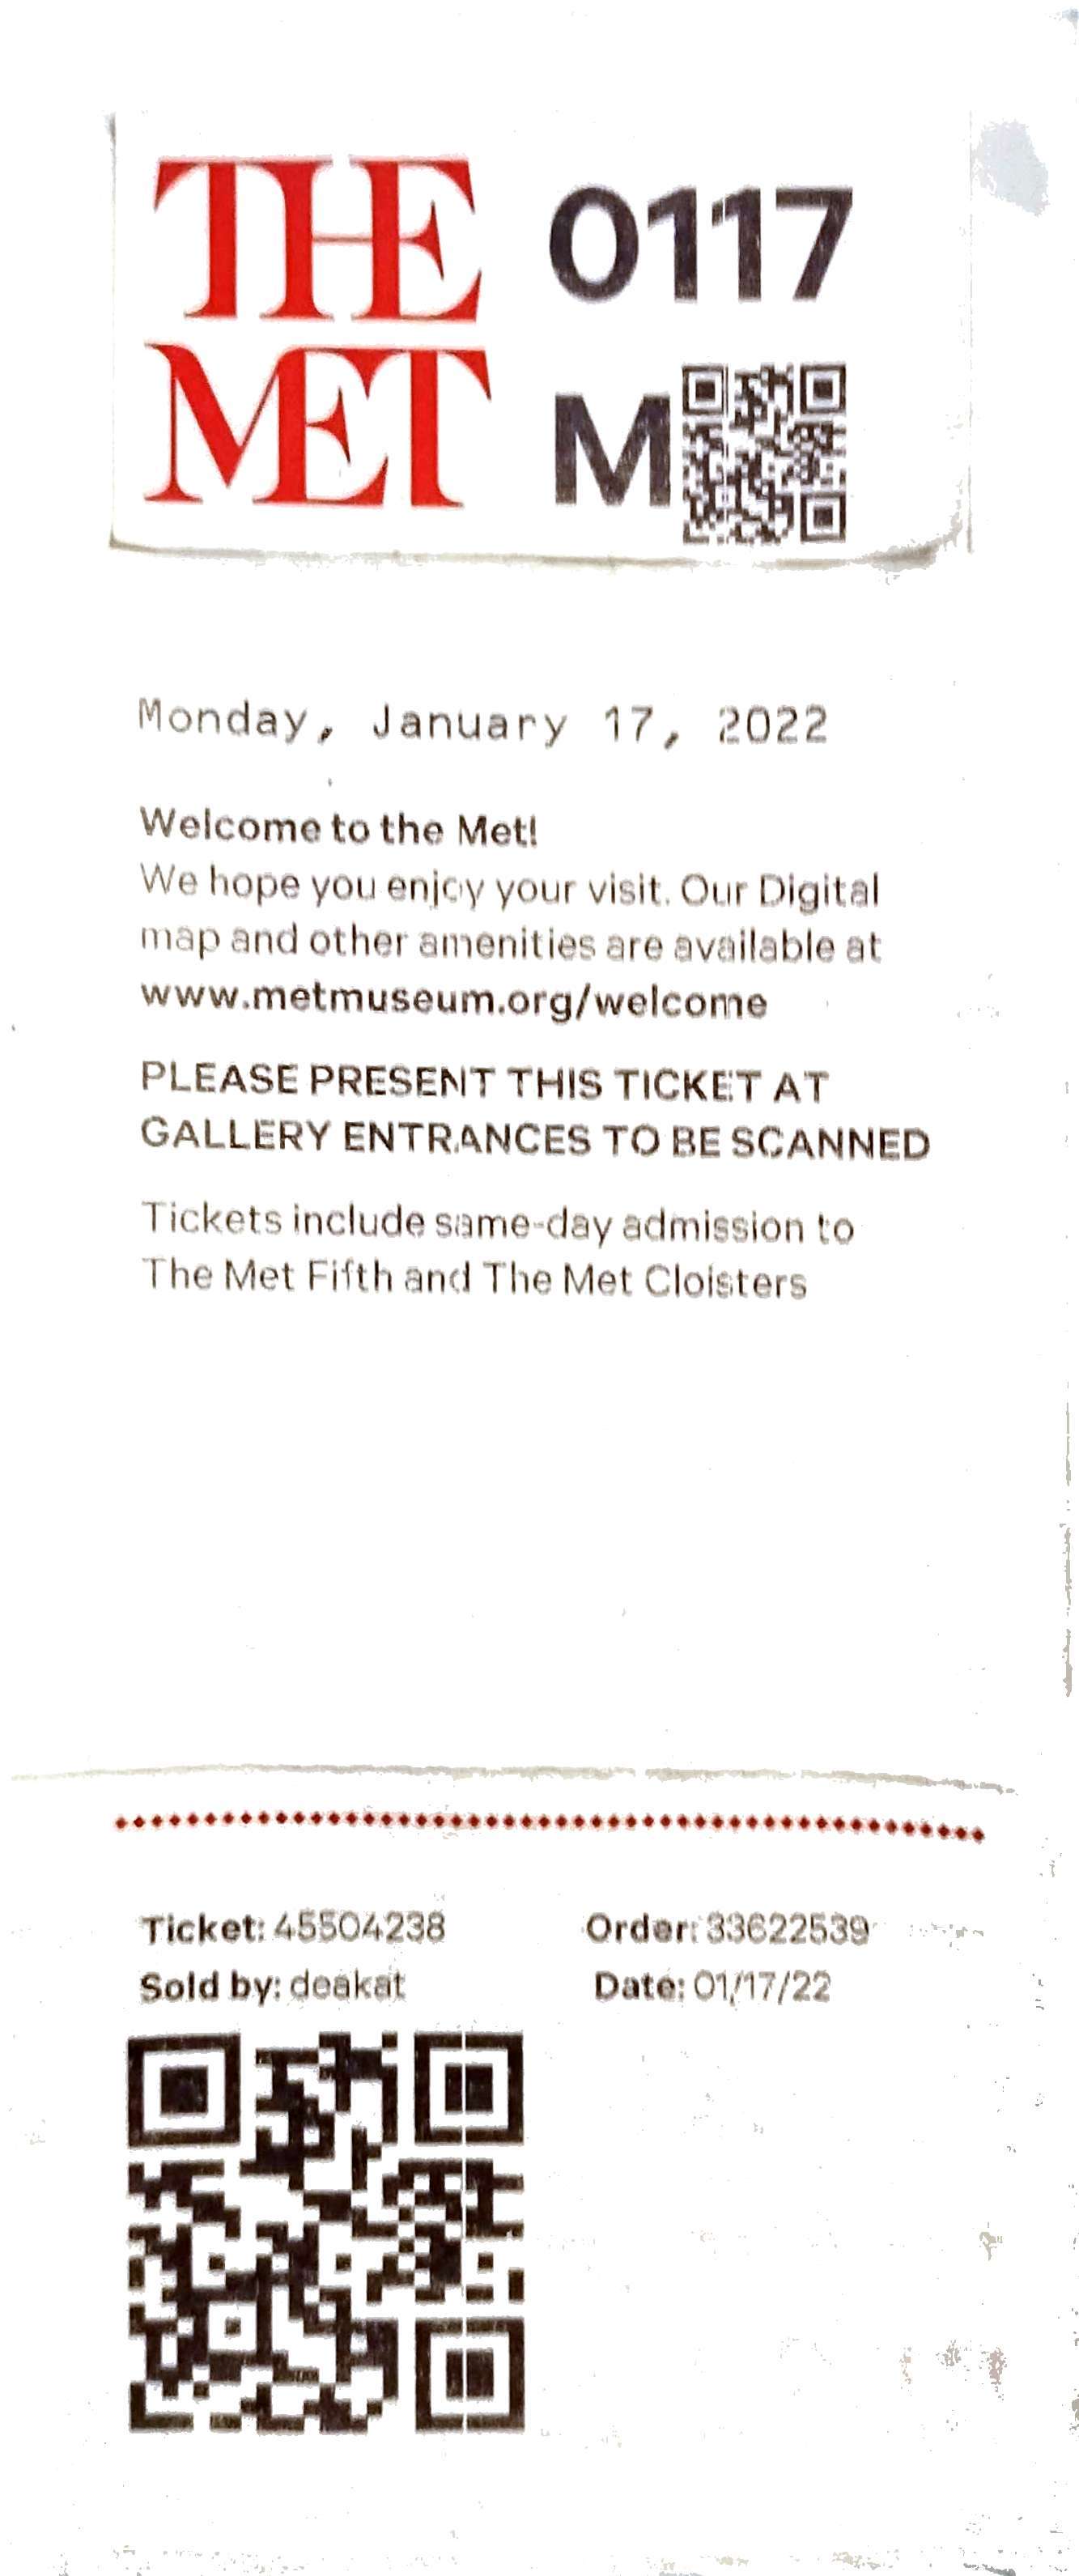 THE
MET
0117
M
Monday, January 17, 2022
Welcome to the Met!
We hope you enjoy your visit. Our Digital
map and other amenities are available at
www.metmuseum.org/welcome
PLEASE PRESENT THIS TICKET AT
GALLERY ENTRANCES TO BE SCANNED
Tickets include same-day admission to
The Met Fifth and The Met Cloisters
Ticket: 45504238 Order: 33622539
Sold by: deakat Date: 01/17/22